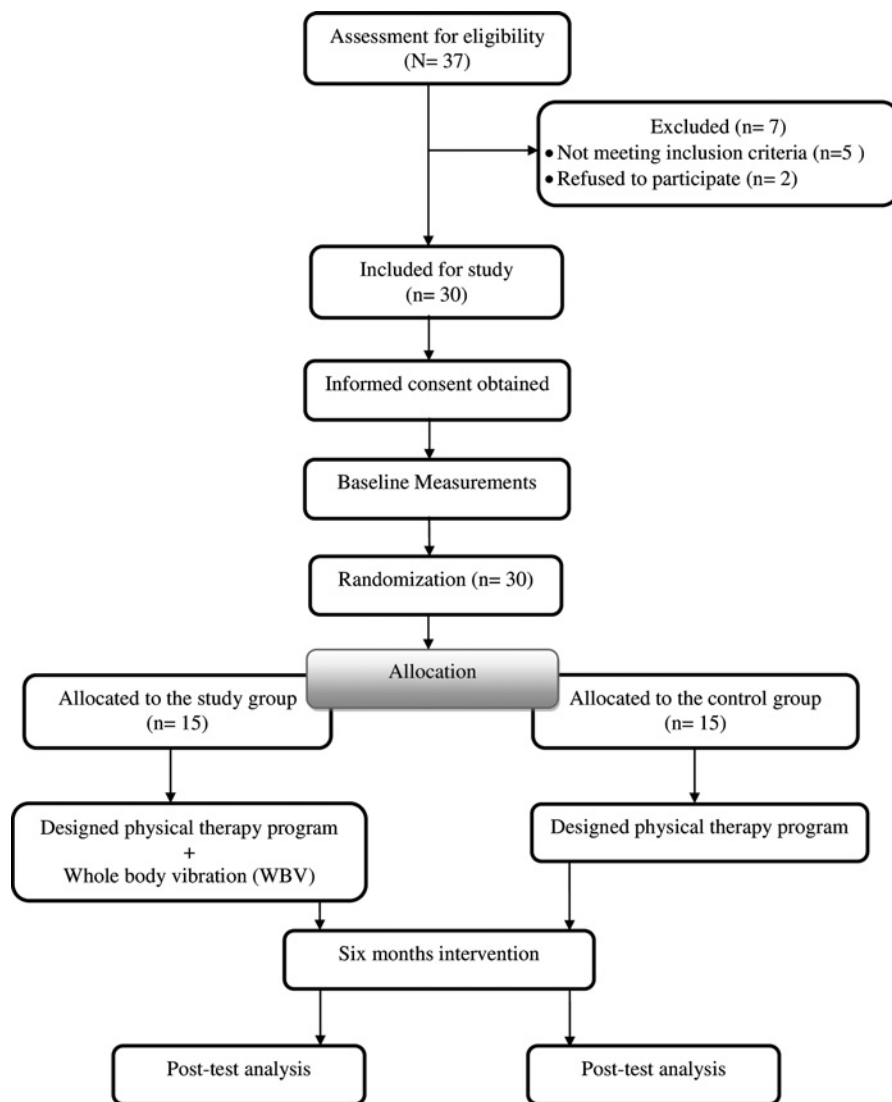 Assessment for eligibility
(N= 37)
Excluded (n= 7)
• Not meeting inclusion criteria (n=5 )
• Refused to participate (n= 2)
Included for study
(n= 30)
Informed consent obtained
Baseline Measurements
Randomization (n= 30)
Allocation
Allocated to the study group
(n= 15)
Allocated to the control group
(n= 15)
Designed physical therapy program
+
Whole body vibration (WBV)
Designed physical therapy program
Six months intervention
Post-test analysis
Post-test analysis